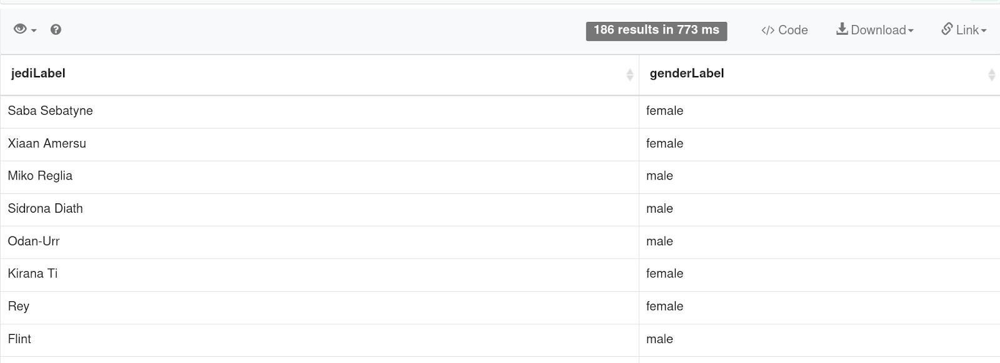 186 results in 773 ms </> Code Download Link
jediLabel genderLabel
Saba Sebatyne female
Xiaan Amersu female
Miko Reglia male
Sidrona Diath male
Odan-Urr male
Kirana Ti female
Rey female
Flint male